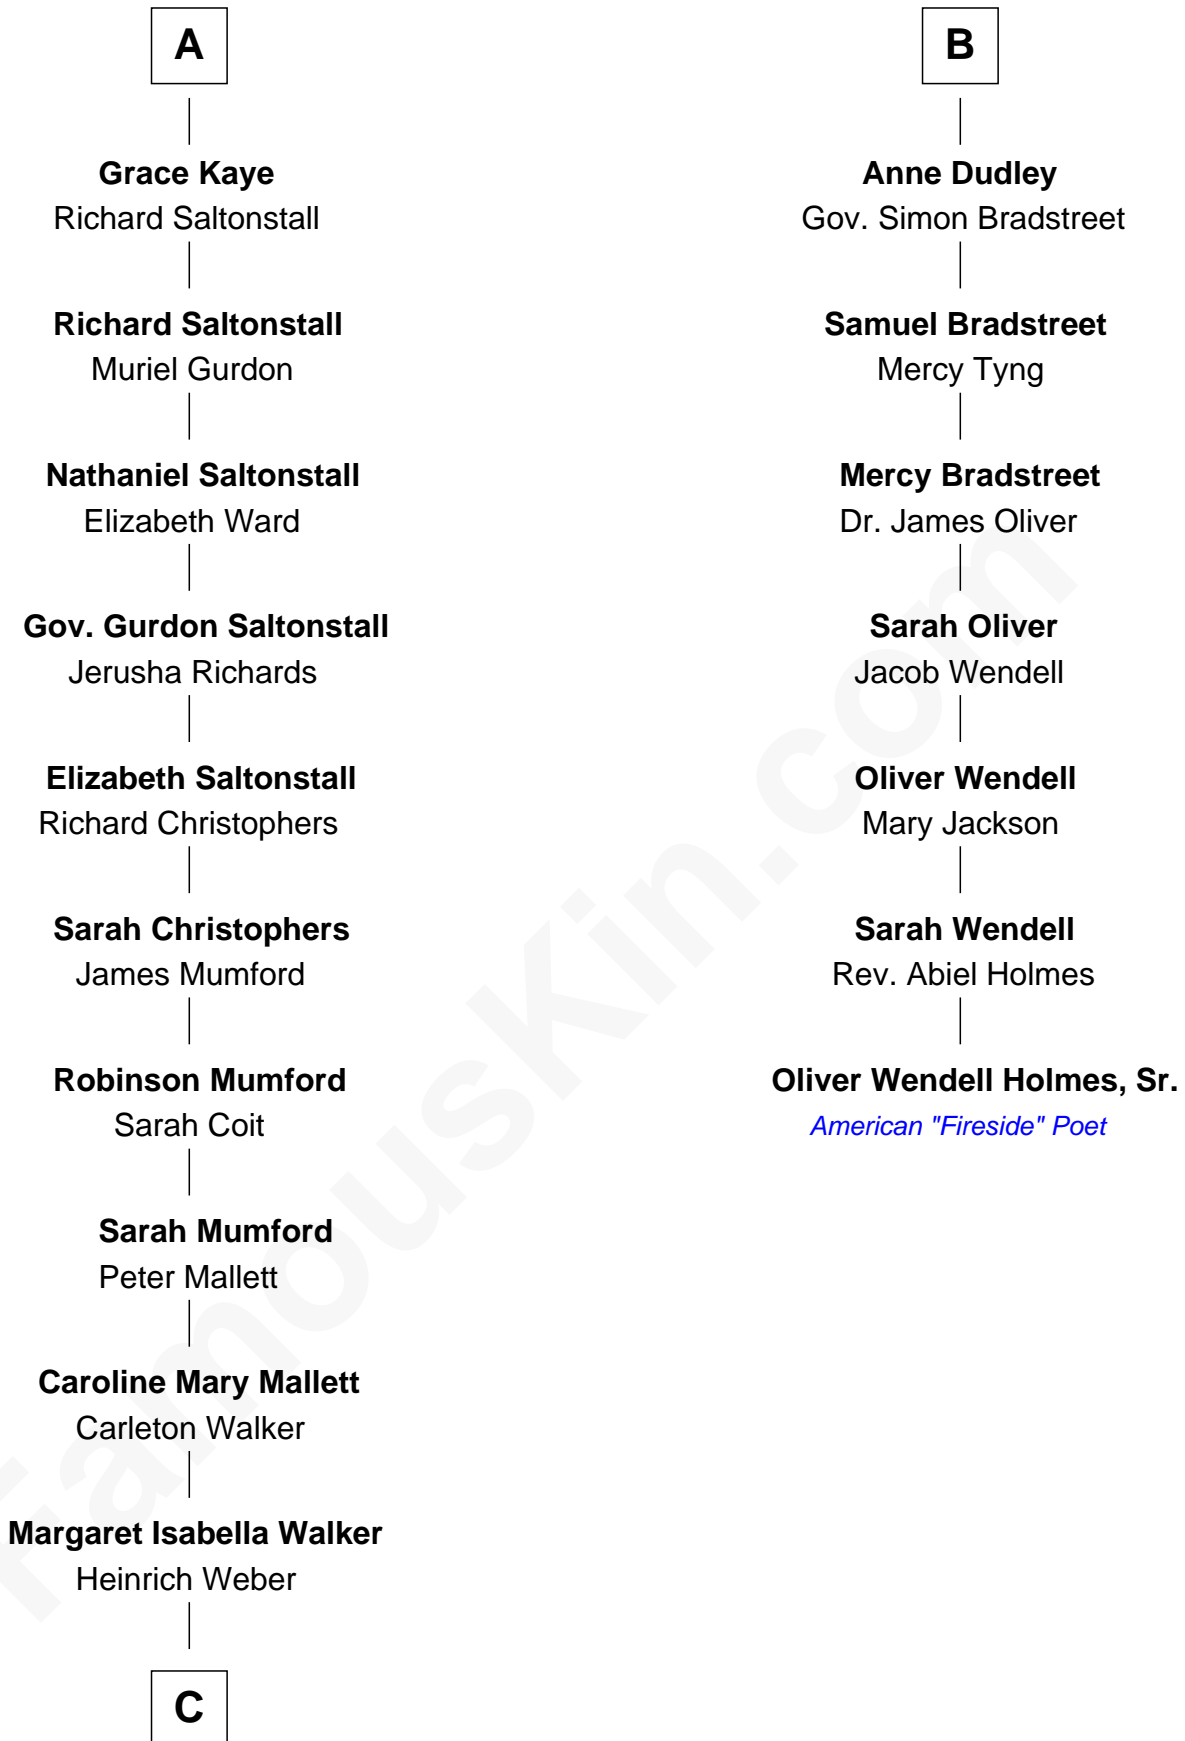 A
Grace Kaye
Richard Saltonstall
Richard Saltonstall
Muriel Gurdon
Nathaniel Saltonstall
Elizabeth Ward
Gov. Gurdon Saltonstall
Jerusha Richards
Elizabeth Saltonstall
Richard Christophers
Sarah Christophers
James Mumford
Robinson Mumford
Sarah Coit
Sarah Mumford
Peter Mallett
Caroline Mary Mallett
Carleton Walker
Margaret Isabella Walker
Heinrich Weber
C
B
Anne Dudley
Gov. Simon Bradstreet
Samuel Bradstreet
Mercy Tyng
Mercy Bradstreet
Dr. James Oliver
Sarah Oliver
Jacob Wendell
Oliver Wendell
Mary Jackson
Sarah Wendell
Rev. Abiel Holmes
Oliver Wendell Holmes, Sr.
American "Fireside" Poet
FamousKin.com